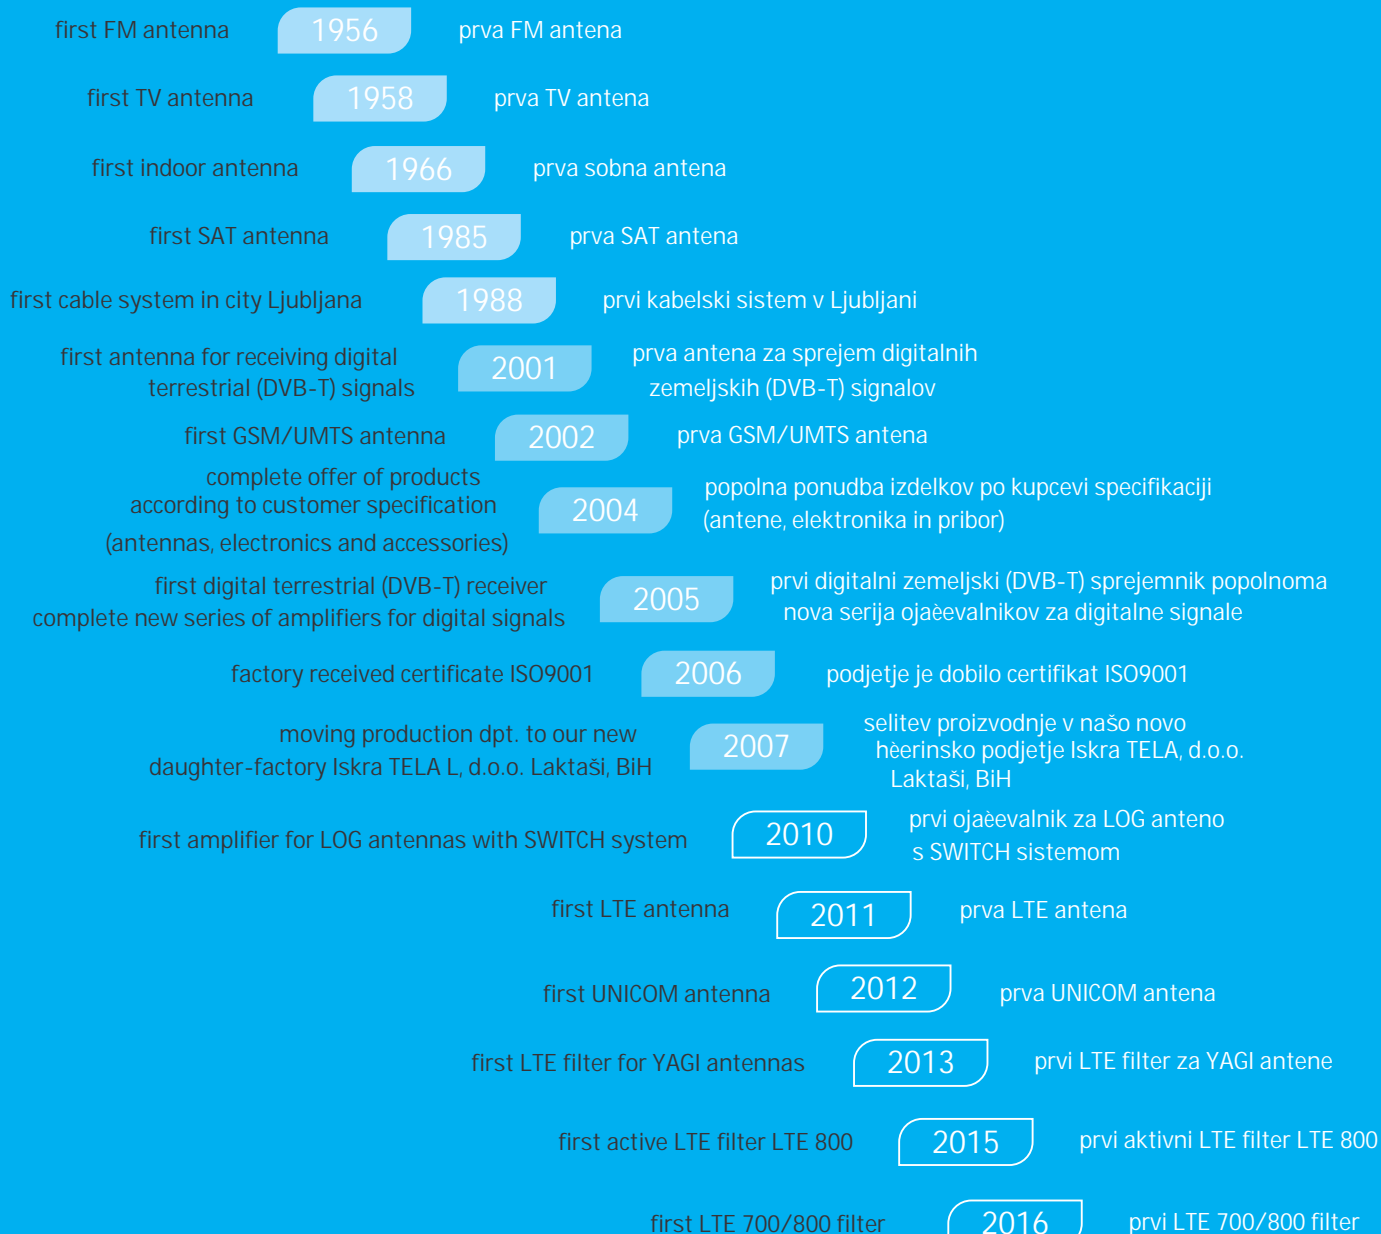 first FM antenna 1956 prva FM antena
first TV antenna 1958 prva TV antena
first indoor antenna 1966 prva sobna antena
first SAT antenna 1985 prva SAT antena
first cable system in city Ljubljana 1988 prvi kabelski sistem v Ljubljani
first antenna for receiving digital
terrestrial (DVB-T) signals
2001
prva antena za sprejem digitalnih
zemeljskih (DVB-T) signalov
first GSM/UMTS antenna 2002 prva GSM/UMTS antena
complete offer of products
according to customer specification
(antennas, electronics and accessories)
2004
popolna ponudba izdelkov po kupcevi specifikaciji
(antene, elektronika in pribor)
first digital terrestrial (DVB-T) receiver
complete new series of amplifiers for digital signals
2005
prvi digitalni zemeljski (DVB-T) sprejemnik popolnoma
nova serija ojaèevalnikov za digitalne signale
factory received certificate ISO9001 2006 podjetje je dobilo certifikat ISO9001
moving production dpt. to our new
daughter-factory Iskra TELA L, d.o.o. Laktaši, BiH
2007
selitev proizvodnje v našo novo
hèerinsko podjetje Iskra TELA, d.o.o.
Laktaši, BiH
first amplifier for LOG antennas with SWITCH system
2010
prvi ojaèevalnik za LOG anteno
s SWITCH sistemom
first LTE antenna 2011 prva LTE antena
first UNICOM antenna 2012 prva UNICOM antena
first LTE filter for YAGI antennas 2013 prvi LTE filter za YAGI antene
first active LTE filter LTE 800 2015 prvi aktivni LTE filter LTE 800
first LTE 700/800 filter 2016 prvi LTE 700/800 filter